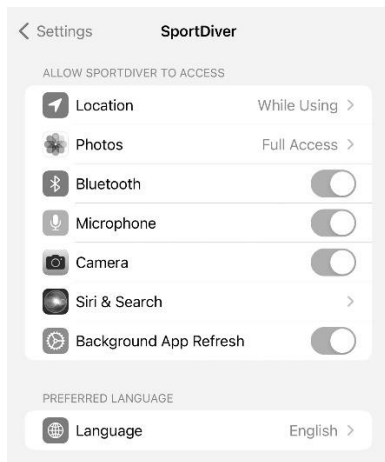 Settings
SportDiver
ALLOW SPORTDIVER TO ACCESS
Location While Using
Photos Full Access
Bluetooth
Microphone
Camera
Siri & Search
Background App Refresh
PREFERRED LANGUAGE
Language English